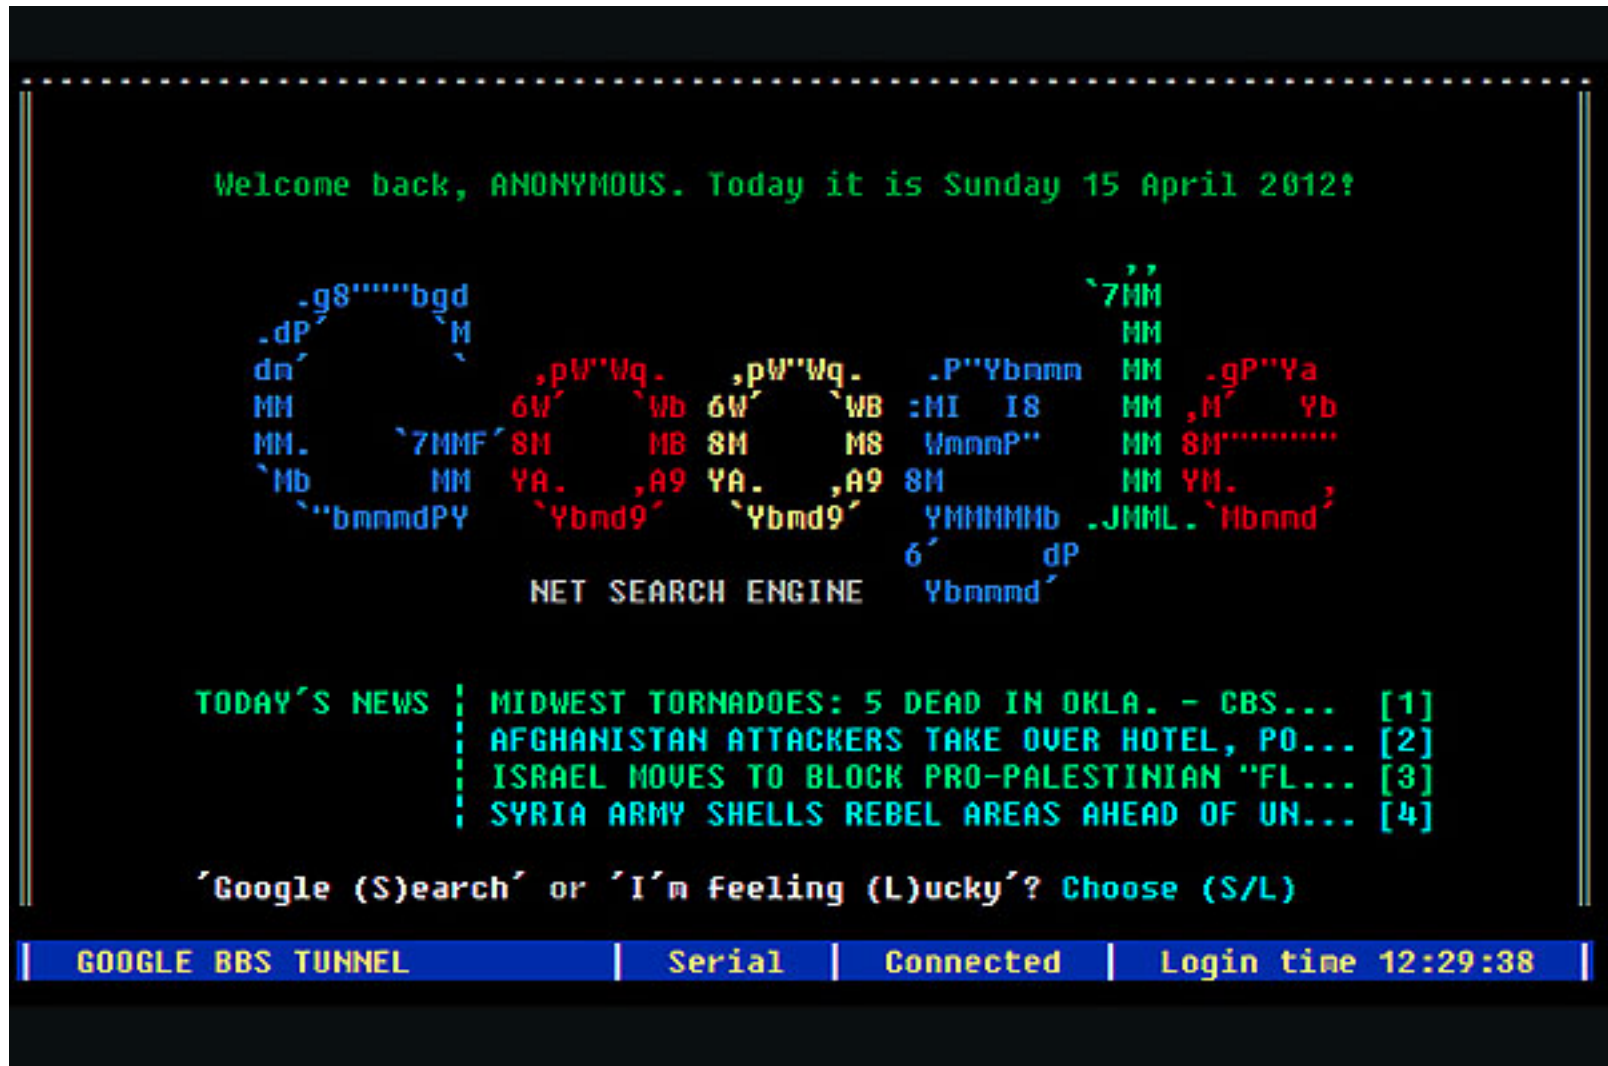 Welcome back, ANONYMOUS. Today it is Sunday 15 April 2012!
Google
NET SEARCH ENGINE
TODAY´S NEWS ¦ MIDWEST TORNADOES: 5 DEAD IN OKLA. - CBS... [1]
¦ AFGHANISTAN ATTACKERS TAKE OVER HOTEL, PO... [2]
¦ ISRAEL MOVES TO BLOCK PRO-PALESTINIAN "FL... [3]
¦ SYRIA ARMY SHELLS REBEL AREAS AHEAD OF UN... [4]
´Google (S)earch´ or ´I´m Feeling (L)ucky´? Choose (S/L)
| GOOGLE BBS TUNNEL | Serial | Connected | Login time 12:29:38 |